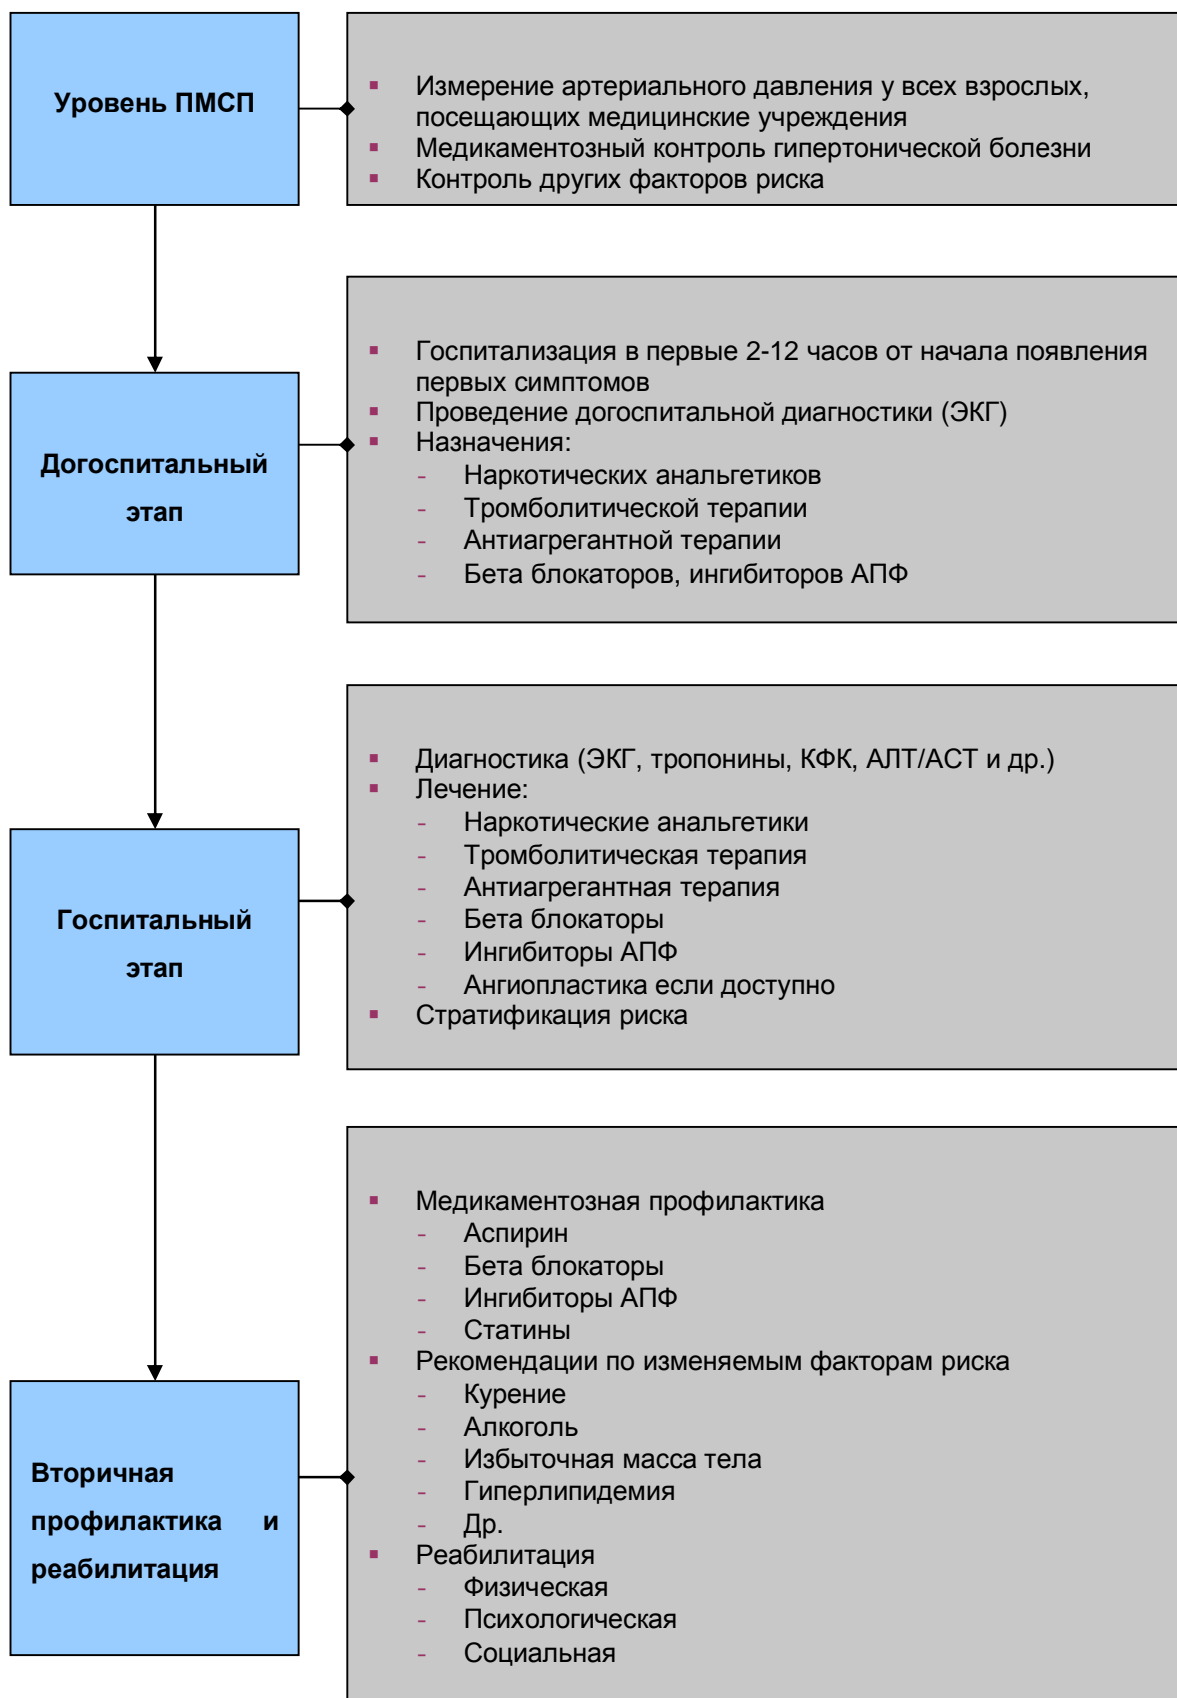 Уровень ПМСП
▪ Измерение артериального давления у всех взрослых,
посещающих медицинские учреждения
▪ Медикаментозный контроль гипертонической болезни
▪ Контроль других факторов риска
Догоспитальный
этап
▪ Госпитализация в первые 2-12 часов от начала появления
первых симптомов
▪ Проведение догоспитальной диагностики (ЭКГ)
▪ Назначения:
- Наркотических анальгетиков
- Тромболитической терапии
- Антиагрегантной терапии
- Бета блокаторов, ингибиторов АПФ
Госпитальный
этап
▪ Диагностика (ЭКГ, тропонины, КФК, АЛТ/АСТ и др.)
▪ Лечение:
- Наркотические анальгетики
- Тромболитическая терапия
- Антиагрегантная терапия
- Бета блокаторы
- Ингибиторы АПФ
- Ангиопластика если доступно
▪ Стратификация риска
Вторичная
профилактика и
реабилитация
▪ Медикаментозная профилактика
- Аспирин
- Бета блокаторы
- Ингибиторы АПФ
- Статины
▪ Рекомендации по изменяемым факторам риска
- Курение
- Алкоголь
- Избыточная масса тела
- Гиперлипидемия
- Др.
▪ Реабилитация
- Физическая
- Психологическая
- Социальная